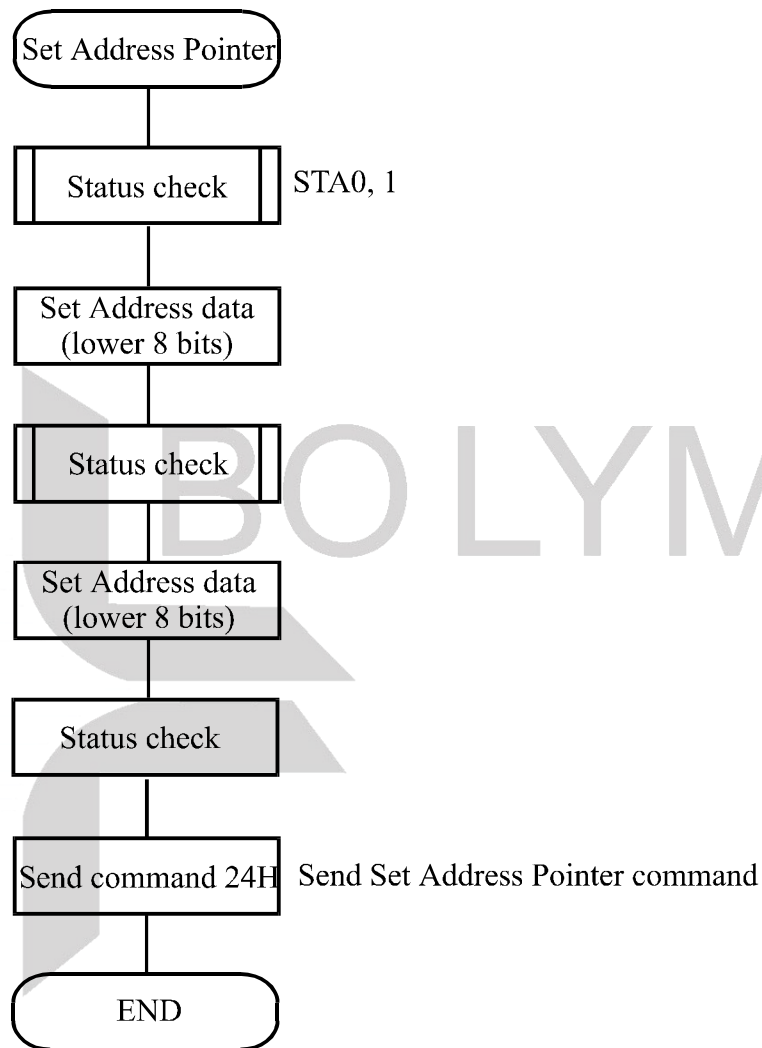 Set Address Pointer
Status check
STA0, 1
Set Address data
(lower 8 bits)
Status check
BOLYM
Set Address data
(lower 8 bits)
Status check
Send command 24H
Send Set Address Pointer command
END